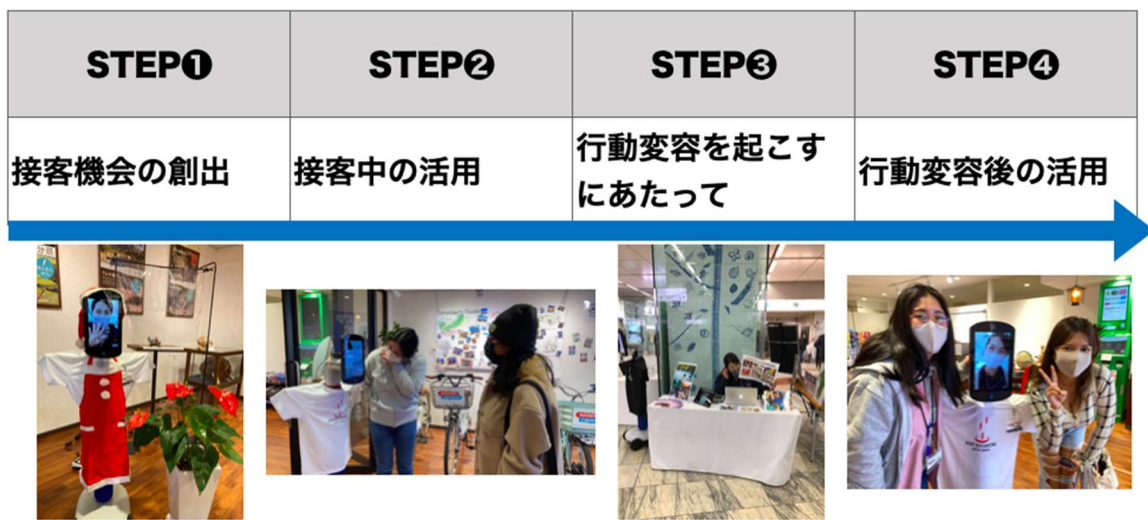 STEP❶
STEP❷
STEP❸
STEP❹
接客機会の創出
接客中の活用
行動変容を起こす
にあたって
行動変容後の活用